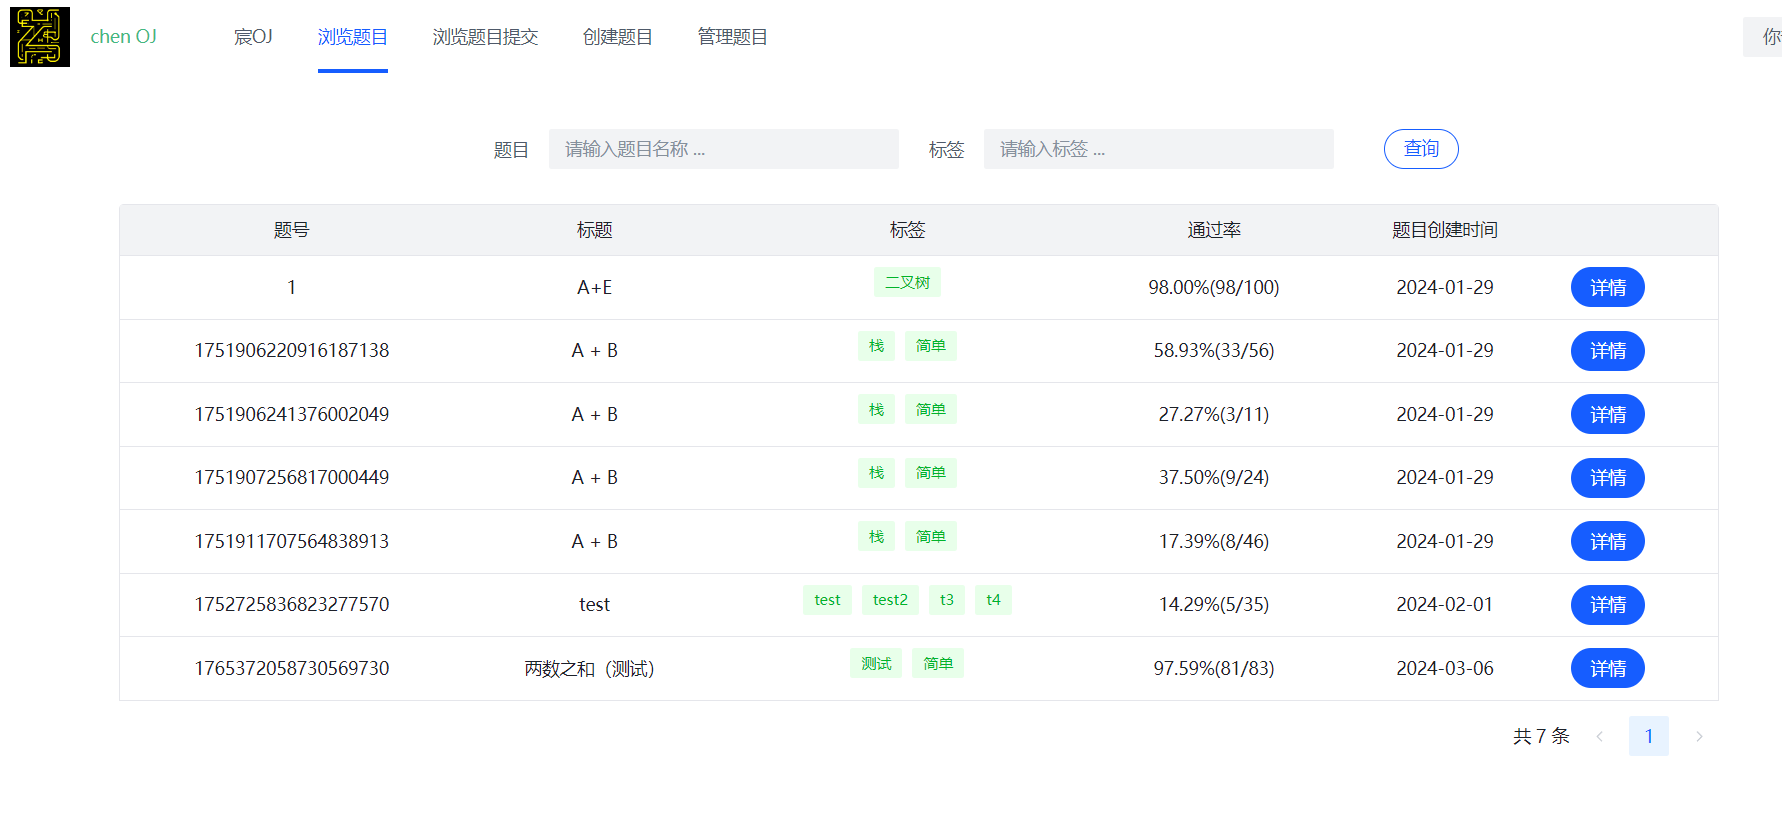 chen OJ 宸OJ 浏览题目 浏览题目提交 创建题目 管理题目 你
题目 请输入题目名称 ... 标签 请输入标签 ... 查询
题号 标题 标签 通过率 题目创建时间
1 A+E 二叉树 98.00%(98/100) 2024-01-29 详情
1751906220916187138 A + B 栈 简单 58.93%(33/56) 2024-01-29 详情
1751906241376002049 A + B 栈 简单 27.27%(3/11) 2024-01-29 详情
1751907256817000449 A + B 栈 简单 37.50%(9/24) 2024-01-29 详情
1751911707564838913 A + B 栈 简单 17.39%(8/46) 2024-01-29 详情
1752725836823277570 test test test2 t3 t4 14.29%(5/35) 2024-02-01 详情
1765372058730569730 两数之和（测试） 测试 简单 97.59%(81/83) 2024-03-06 详情
共 7 条 1